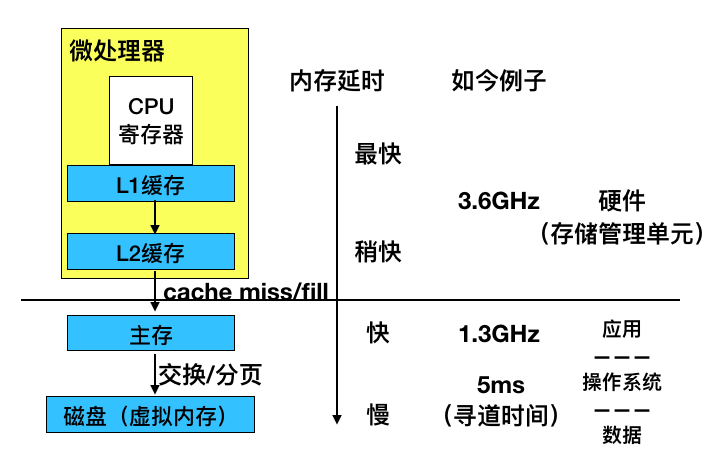 微处理器
CPU
寄存器
L1缓存
L2缓存
cache miss/fill
主存
交换/分页
磁盘（虚拟内存）
内存延时
最快
稍快
快
慢
如今例子
3.6GHz
1.3GHz
5ms
（寻道时间）
硬件
（存储管理单元）
应用
———
操作系统
———
数据